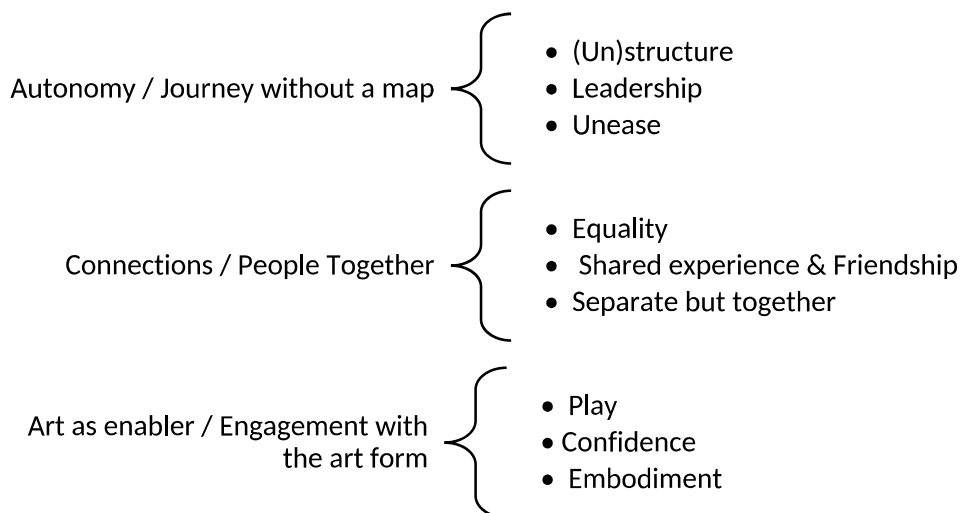 Autonomy / Journey without a map
• (Un)structure
• Leadership
• Unease
Connections / People Together
• Equality
• Shared experience & Friendship
• Separate but together
Art as enabler / Engagement with
the art form
• Play
• Confidence
• Embodiment